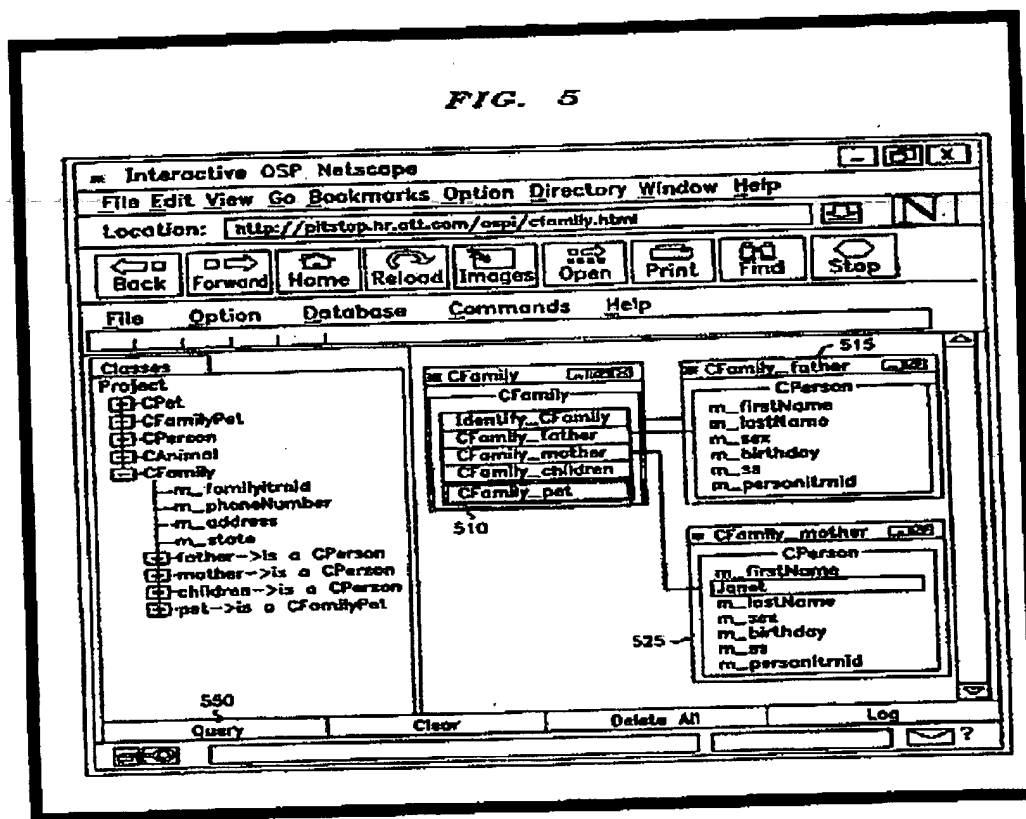 FIG. 5
Interactive OSP Netscape
File Edit View Go Bookmarks Option Directory Window Help
Location: http://pitstop.hr.att.com/ospi/cfamily.html
Back Forward Home Reload Images Open Print Find Stop
File Option Database Commands Help
Classes
Project
CPet
CFamilyPet
CPerson
CAnimal
CFamily
m_familyitrnid
m_phoneNumber
m_address
m_state
father->is a CPerson
mother->is a CPerson
children->is a CPerson
pet->is a CFamilyPet
CFamily
CFamily
Identify_CFamily
CFamily_father
CFamily_mother
CFamily_children
CFamily_pet
510
515
CFamily_father
CPerson
m_firstName
m_lastName
m_sex
m_birthday
m_ss
m_personitrnid
CFamily_mother
CPerson
m_firstName
Janet
m_lastName
m_sex
m_birthday
m_ss
m_personitrnid
525
550
Query Clear Delete All Log
?